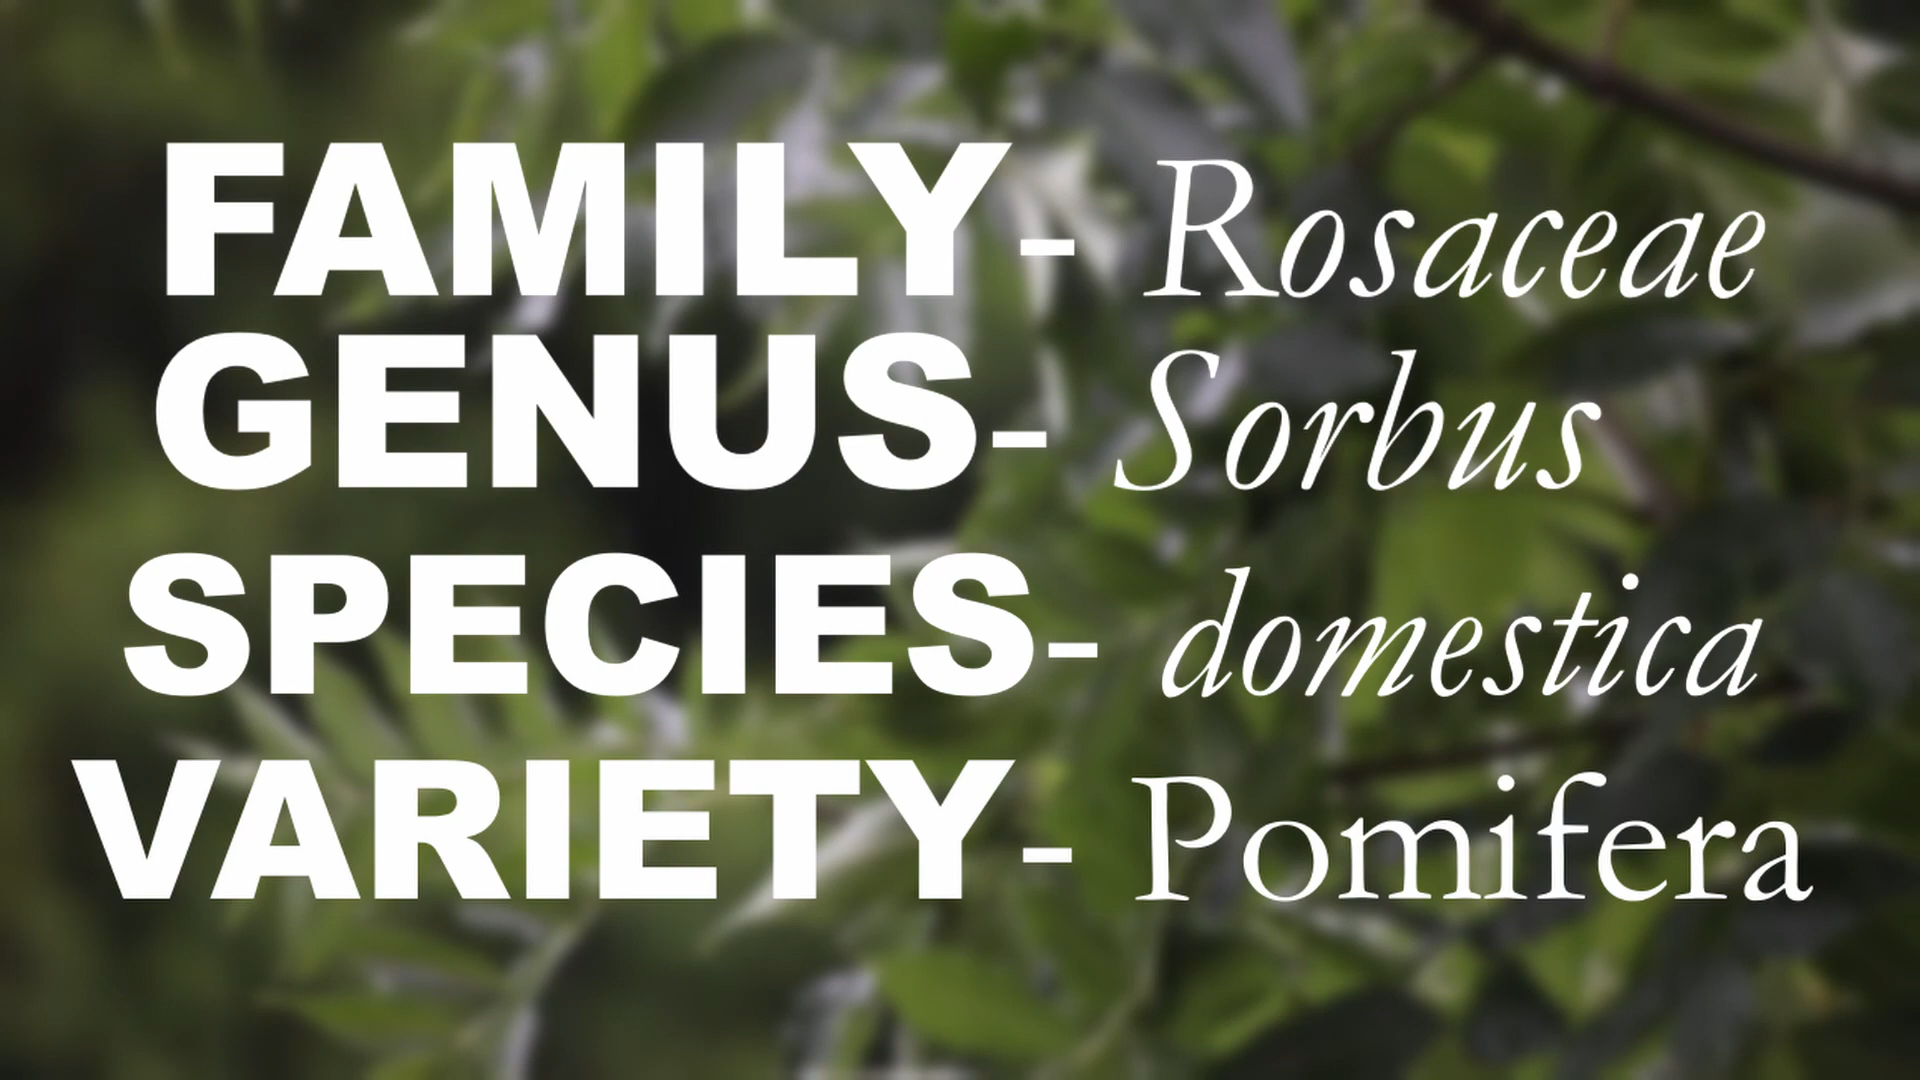 FAMILY- Rosaceae
GENUS- Sorbus
SPECIES- domestica
VARIETY- Pomifera